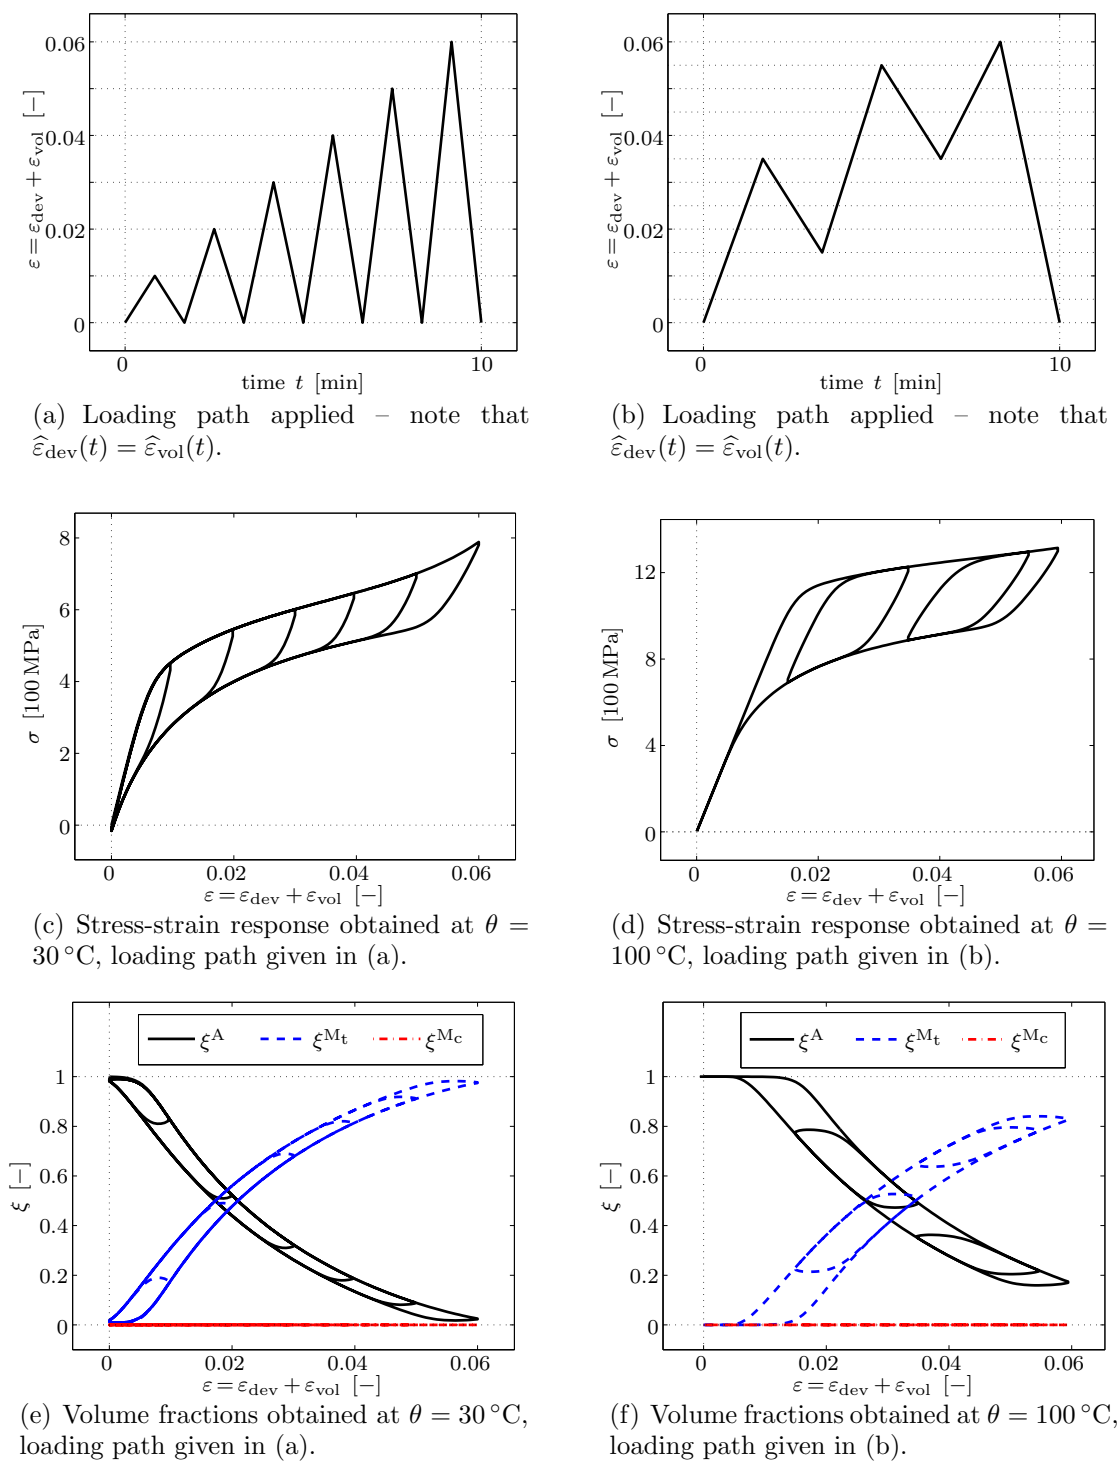 0.06
0.04
0.02
0
ε = ε_dev + ε_vol [−]
0
10
time t [min]
(a) Loading path applied – note that
ε̂_dev(t) = ε̂_vol(t).
0.06
0.04
0.02
0
ε = ε_dev + ε_vol [−]
0
10
time t [min]
(b) Loading path applied – note that
ε̂_dev(t) = ε̂_vol(t).
8
6
4
2
0
σ [100 MPa]
0
0.02
0.04
0.06
ε = ε_dev + ε_vol [−]
(c) Stress-strain response obtained at θ =
30 °C, loading path given in (a).
12
8
4
0
σ [100 MPa]
0
0.02
0.04
0.06
ε = ε_dev + ε_vol [−]
(d) Stress-strain response obtained at θ =
100 °C, loading path given in (b).
ξ^A
ξ^M_t
ξ^M_c
1
0.8
0.6
0.4
0.2
0
ξ [−]
0
0.02
0.04
0.06
ε = ε_dev + ε_vol [−]
(e) Volume fractions obtained at θ = 30 °C,
loading path given in (a).
ξ^A
ξ^M_t
ξ^M_c
1
0.8
0.6
0.4
0.2
0
ξ [−]
0
0.02
0.04
0.06
ε = ε_dev + ε_vol [−]
(f) Volume fractions obtained at θ = 100 °C,
loading path given in (b).